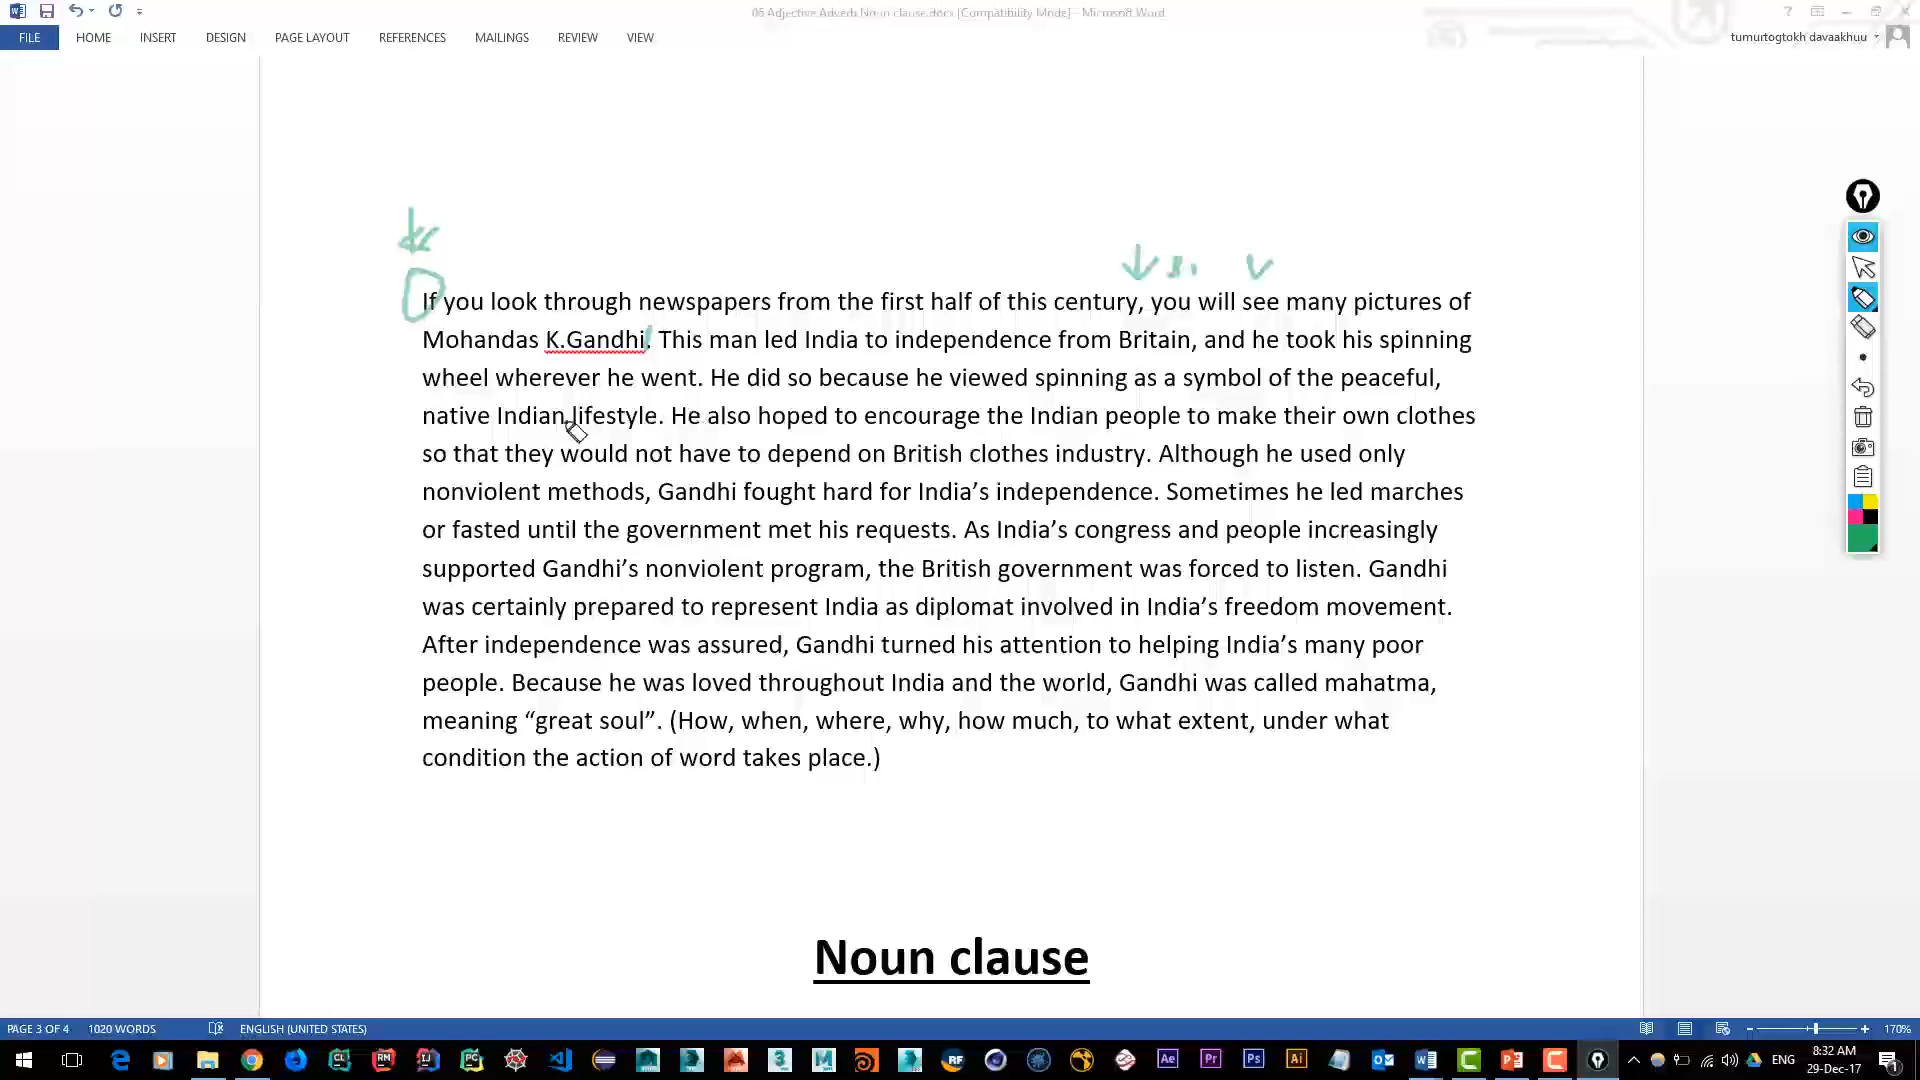 06 Adjective Adverb Noun clause.docx [Compatibility Mode] - Microsoft Word
FILE HOME INSERT DESIGN PAGE LAYOUT REFERENCES MAILINGS REVIEW VIEW
tumurtogtokh davaakhuu
If you look through newspapers from the first half of this century, you will see many pictures of
Mohandas K.Gandhi. This man led India to independence from Britain, and he took his spinning
wheel wherever he went. He did so because he viewed spinning as a symbol of the peaceful,
native Indian lifestyle. He also hoped to encourage the Indian people to make their own clothes
so that they would not have to depend on British clothes industry. Although he used only
nonviolent methods, Gandhi fought hard for India’s independence. Sometimes he led marches
or fasted until the government met his requests. As India’s congress and people increasingly
supported Gandhi’s nonviolent program, the British government was forced to listen. Gandhi
was certainly prepared to represent India as diplomat involved in India’s freedom movement.
After independence was assured, Gandhi turned his attention to helping India’s many poor
people. Because he was loved throughout India and the world, Gandhi was called mahatma,
meaning “great soul”. (How, when, where, why, how much, to what extent, under what
condition the action of word takes place.)
Noun clause
PAGE 3 OF 4 1020 WORDS ENGLISH (UNITED STATES) 170%
ENG 8:32 AM
29-Dec-17